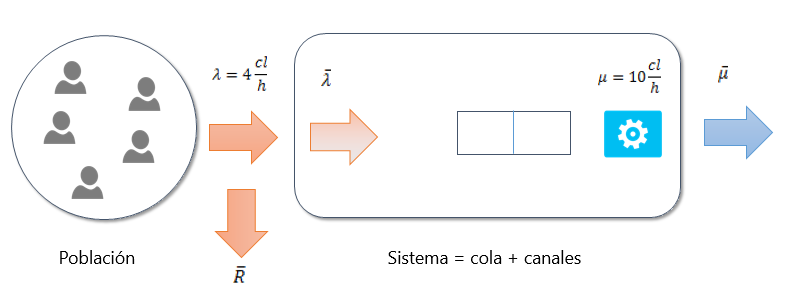 λ = 4 cl/h
λ̄
μ = 10 cl/h
μ̄
Población
R̄
Sistema = cola + canales